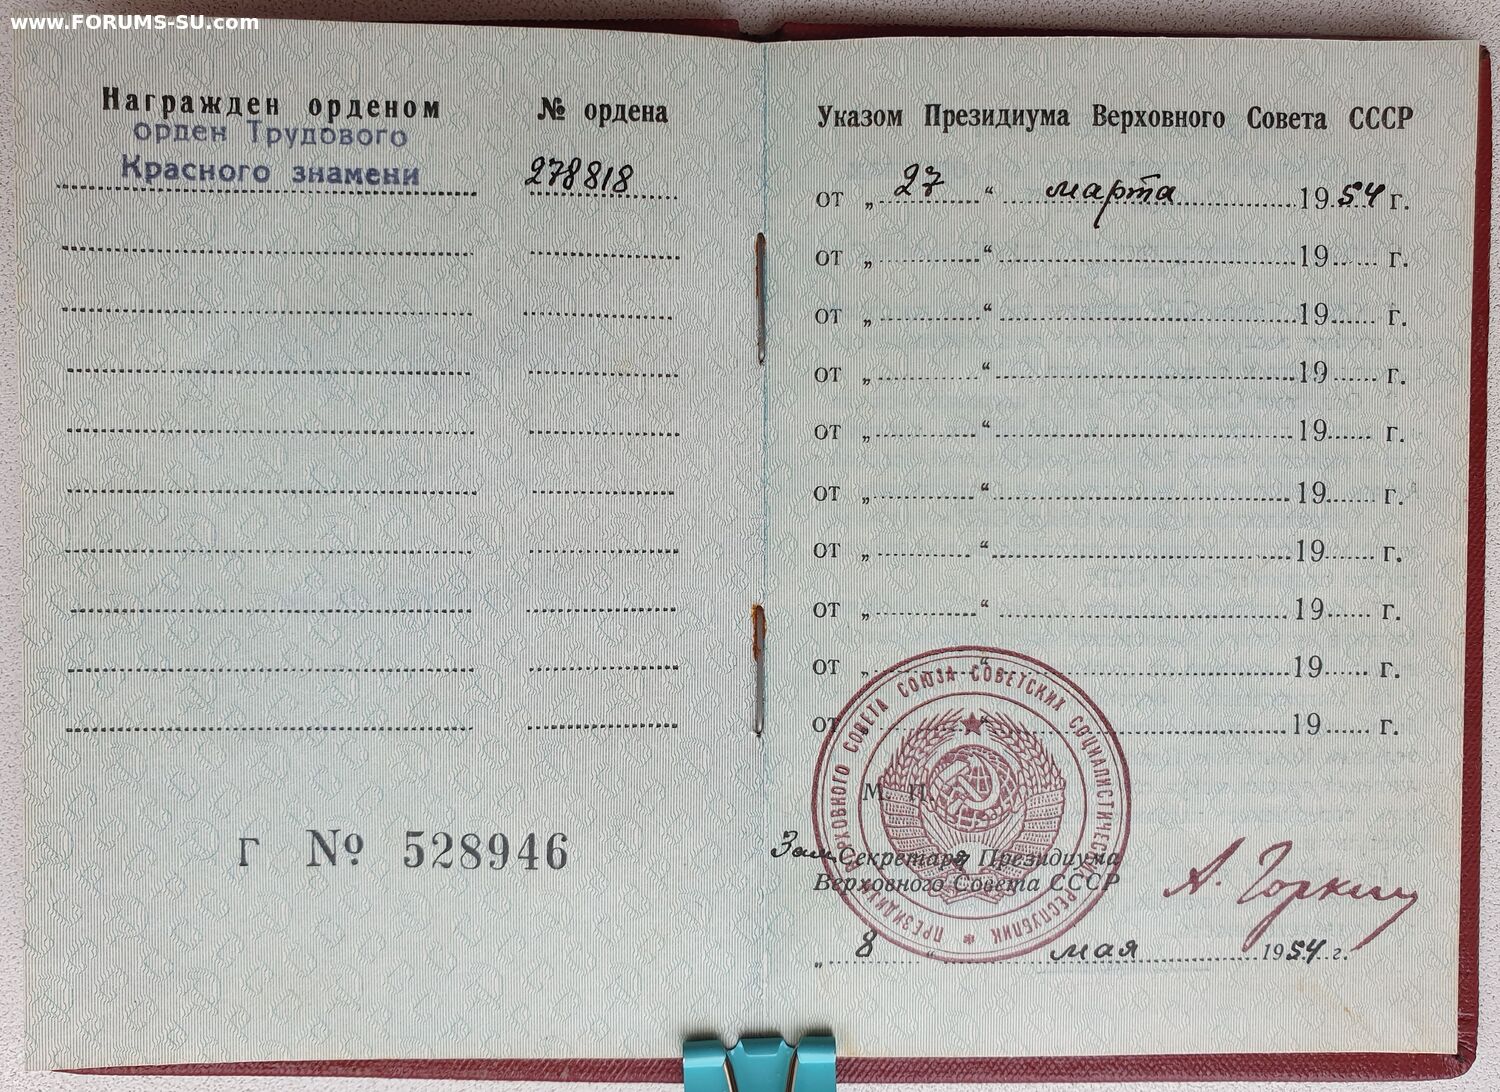 www.FORUMS-SU.com
Награжден орденом
орден Трудового
Красного знамени
№ ордена
278818
Г № 528946
Указом Президиума Верховного Совета СССР
от „ 27 “ марта 1954 г.
от „ “ 19 г.
от „ “ 19 г.
от „ “ 19 г.
от „ “ 19 г.
от „ “ 19 г.
от „ “ 19 г.
от „ “ 19 г.
от „ “ 19 г.
от „ “ 19 г.
ПРЕЗИДИУМ ВЕРХОВНОГО СОВЕТА СОЮЗА СОВЕТСКИХ СОЦИАЛИСТИЧЕСКИХ РЕСПУБЛИК
М. П.
Зам. Секретаря Президиума
Верховного Совета СССР
А. Горкин
„ 8 “ мая 1954 г.